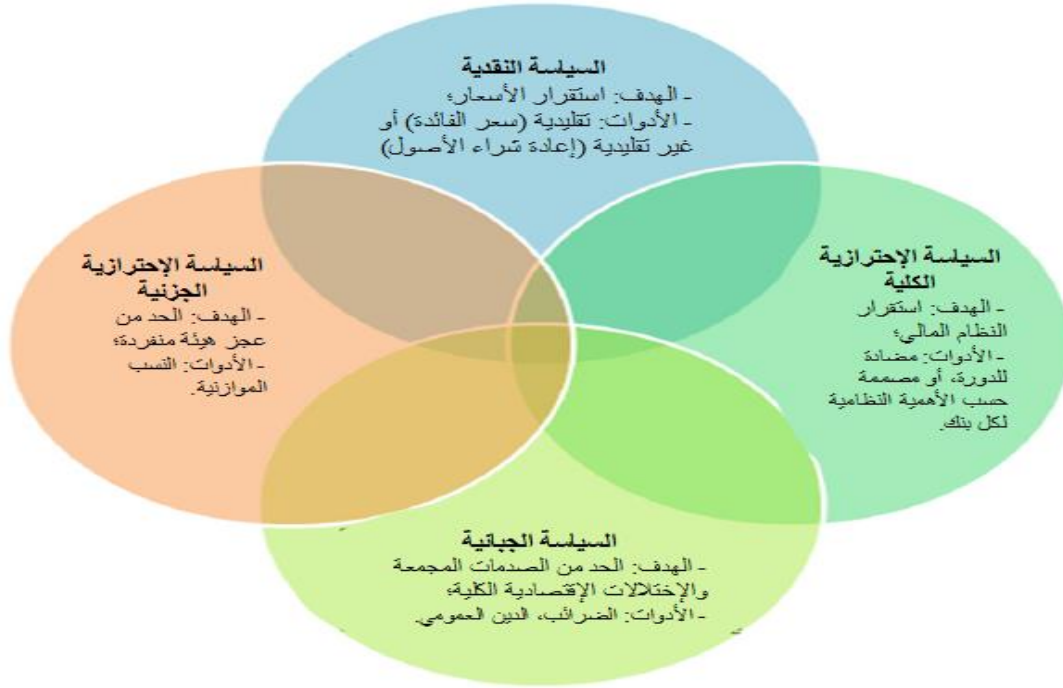 السياسة النقدية
- الهدف: استقرار الأسعار؛
- الأدوات: تقليدية (سعر الفائدة) أو
غير تقليدية (إعادة شراء الأصول)
السياسة الإحترازية
الكلية
- الهدف: استقرار
النظام المالي؛
- الأدوات: مضادة
للدورة، أو مصممة
حسب الأهمية النظامية
لكل بنك.
السياسة الإحترازية
الجزئية
- الهدف: الحد من
عجز هيئة منفردة؛
- الأدوات: النسب
الموازنية.
السياسة الجبائية
- الهدف: الحد من الصدمات المجمعة
والإختلالات الإقتصادية الكلية؛
- الأدوات: الضرائب، الدين العمومي.